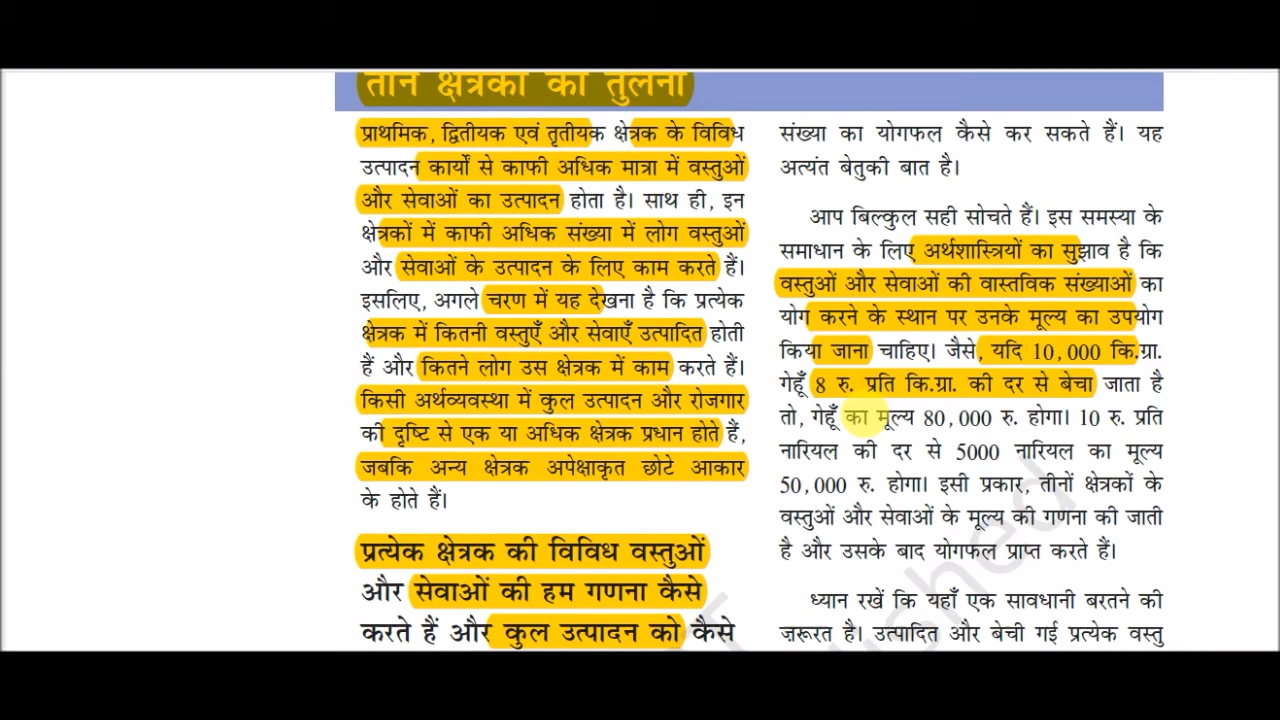 तीन क्षेत्रकों की तुलना
प्राथमिक, द्वितीयक एवं तृतीयक क्षेत्रक के विविध
उत्पादन कार्यों से काफी अधिक मात्रा में वस्तुओं
और सेवाओं का उत्पादन होता है। साथ ही, इन
क्षेत्रकों में काफी अधिक संख्या में लोग वस्तुओं
और सेवाओं के उत्पादन के लिए काम करते हैं।
इसलिए, अगले चरण में यह देखना है कि प्रत्येक
क्षेत्रक में कितनी वस्तुएँ और सेवाएँ उत्पादित होती
हैं और कितने लोग उस क्षेत्रक में काम करते हैं।
किसी अर्थव्यवस्था में कुल उत्पादन और रोजगार
की दृष्टि से एक या अधिक क्षेत्रक प्रधान होते हैं,
जबकि अन्य क्षेत्रक अपेक्षाकृत छोटे आकार
के होते हैं।
प्रत्येक क्षेत्रक की विविध वस्तुओं
और सेवाओं की हम गणना कैसे
करते हैं और कुल उत्पादन को कैसे
संख्या का योगफल कैसे कर सकते हैं। यह
अत्यंत बेतुकी बात है।
आप बिल्कुल सही सोचते हैं। इस समस्या के
समाधान के लिए अर्थशास्त्रियों का सुझाव है कि
वस्तुओं और सेवाओं की वास्तविक संख्याओं का
योग करने के स्थान पर उनके मूल्य का उपयोग
किया जाना चाहिए। जैसे, यदि 10,000 कि.ग्रा.
गेहूँ 8 रु. प्रति कि.ग्रा. की दर से बेचा जाता है
तो, गेहूँ का मूल्य 80,000 रु. होगा। 10 रु. प्रति
नारियल की दर से 5000 नारियल का मूल्य
50,000 रु. होगा। इसी प्रकार, तीनों क्षेत्रकों के
वस्तुओं और सेवाओं के मूल्य की गणना की जाती
है और उसके बाद योगफल प्राप्त करते हैं।
ध्यान रखें कि यहाँ एक सावधानी बरतने की
ज़रूरत है। उत्पादित और बेची गई प्रत्येक वस्तु